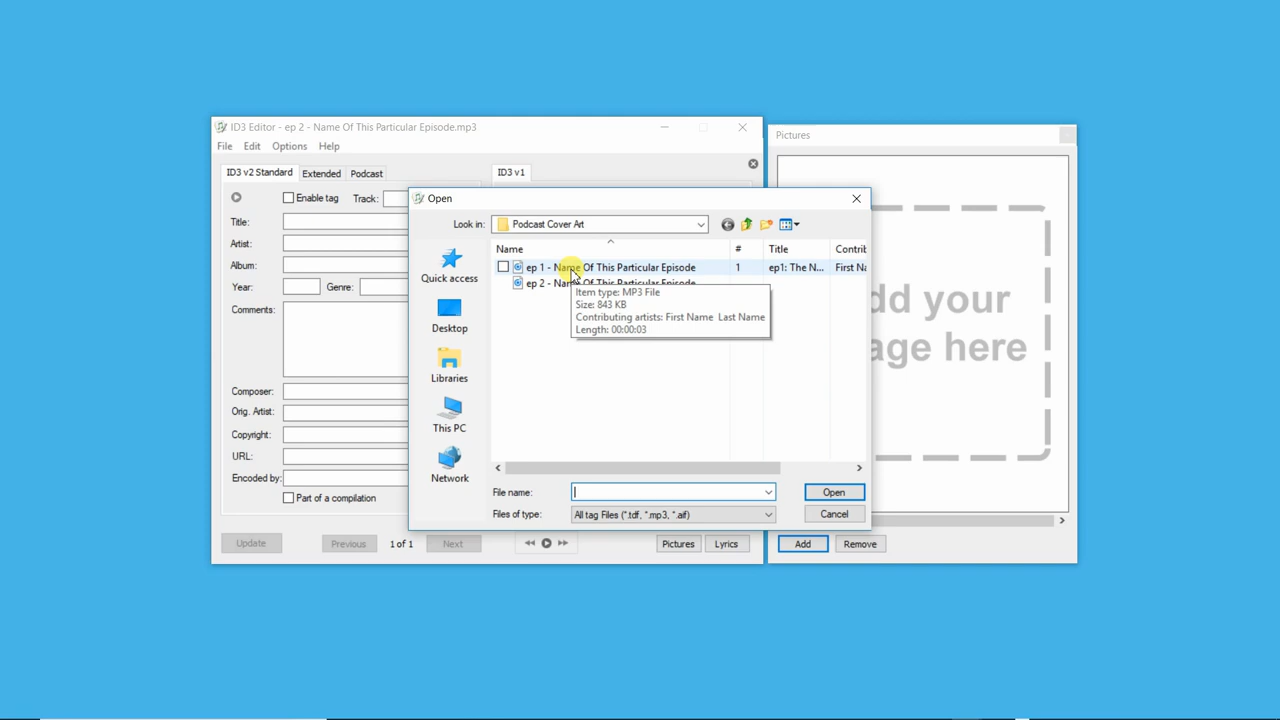 ID3 Editor - ep 2 - Name Of This Particular Episode.mp3
Pictures
File Edit Options Help
ID3 v2 Standard Extended Podcast ID3 v1
Enable tag Track:
Title:
Artist:
Album:
Year: Genre:
Comments:
Composer:
Orig. Artist:
Copyright:
URL:
Encoded by:
Part of a compilation
Update Previous 1 of 1 Next Pictures Lyrics
Open
Look in: Podcast Cover Art
Quick access
Desktop
Libraries
This PC
Network
Name # Title Contrib
ep 1 - Name Of This Particular Episode 1 ep1: The N... First Na
ep 2 - Name Of This Particular Episode
Item type: MP3 File
Size: 843 KB
Contributing artists: First Name Last Name
Length: 00:00:03
File name: Open
Files of type: All tag Files (*.tdf, *.mp3, *.aif) Cancel
dd your
age here
Add Remove